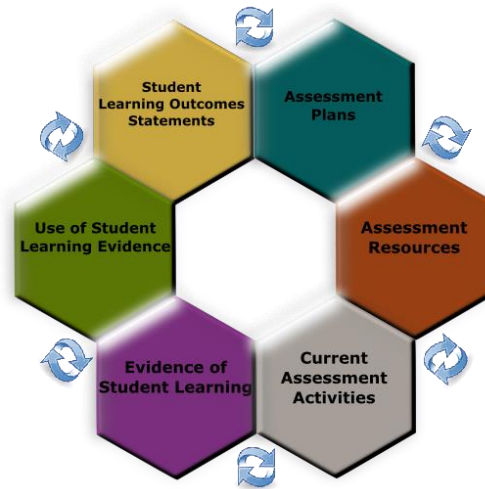 Student
Learning Outcomes
Statements
Assessment
Plans
Assessment
Resources
Current
Assessment
Activities
Evidence of
Student Learning
Use of Student
Learning Evidence